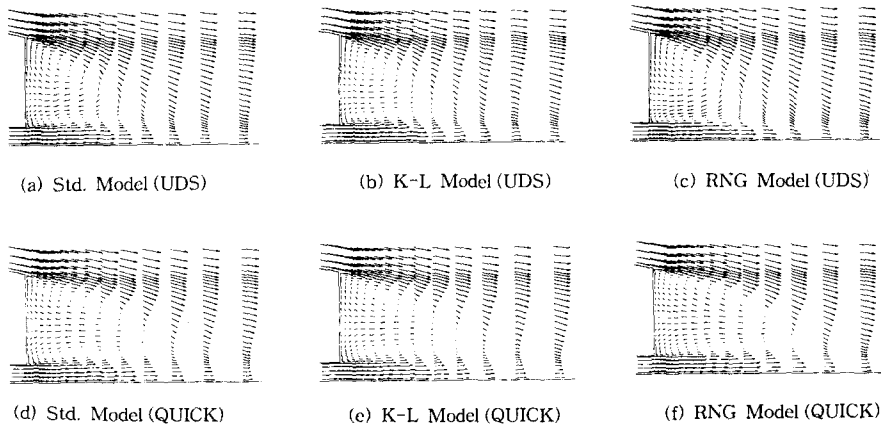 (a) Std. Model (UDS)
(b) K-L Model (UDS)
(c) RNG Model (UDS)
(d) Std. Model (QUICK)
(e) K-L Model (QUICK)
(f) RNG Model (QUICK)